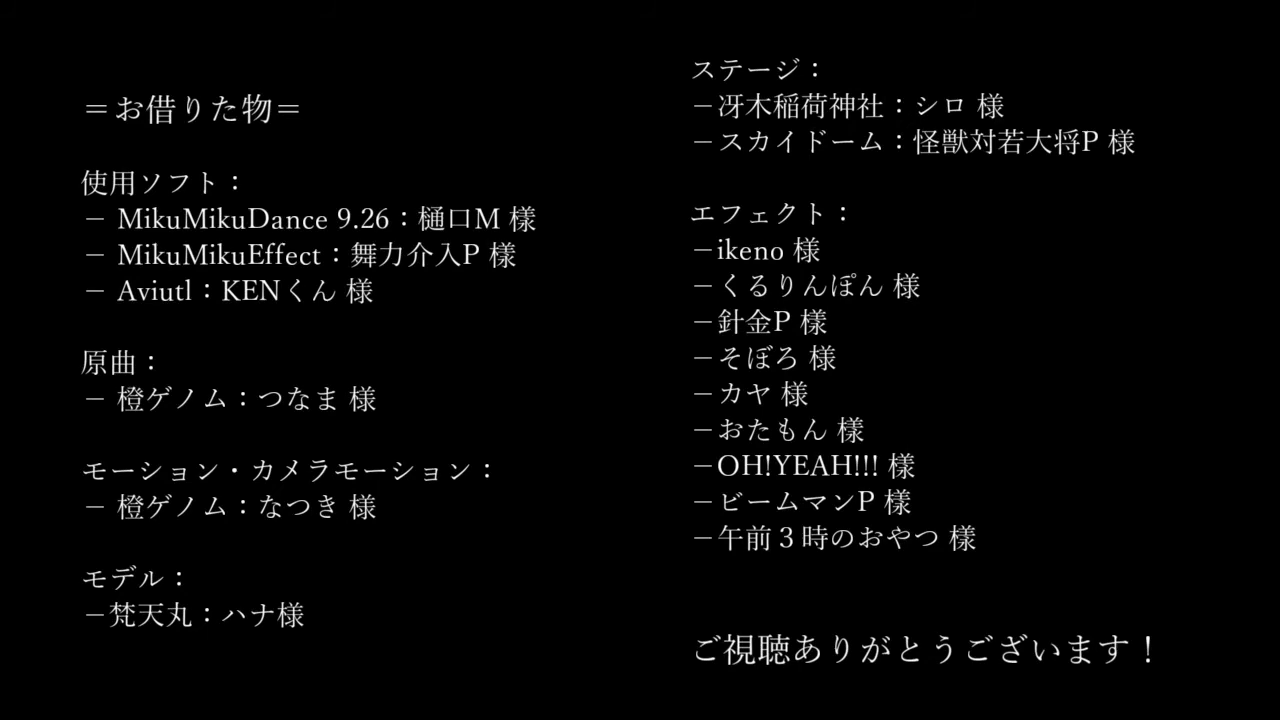 ＝お借りた物＝
使用ソフト：
－ MikuMikuDance 9.26：樋口M 様
－ MikuMikuEffect：舞力介入P 様
－ Aviutl：KENくん 様
原曲：
－ 橙ゲノム：つなま 様
モーション・カメラモーション：
－ 橙ゲノム：なつき 様
モデル：
－梵天丸：ハナ様
ステージ：
－冴木稲荷神社：シロ 様
－スカイドーム：怪獣対若大将P 様
エフェクト：
－ikeno 様
－くるりんぽん 様
－針金P 様
－そぼろ 様
－カヤ 様
－おたもん 様
－OH!YEAH!!! 様
－ビームマンP 様
－午前３時のおやつ 様
ご視聴ありがとうございます！